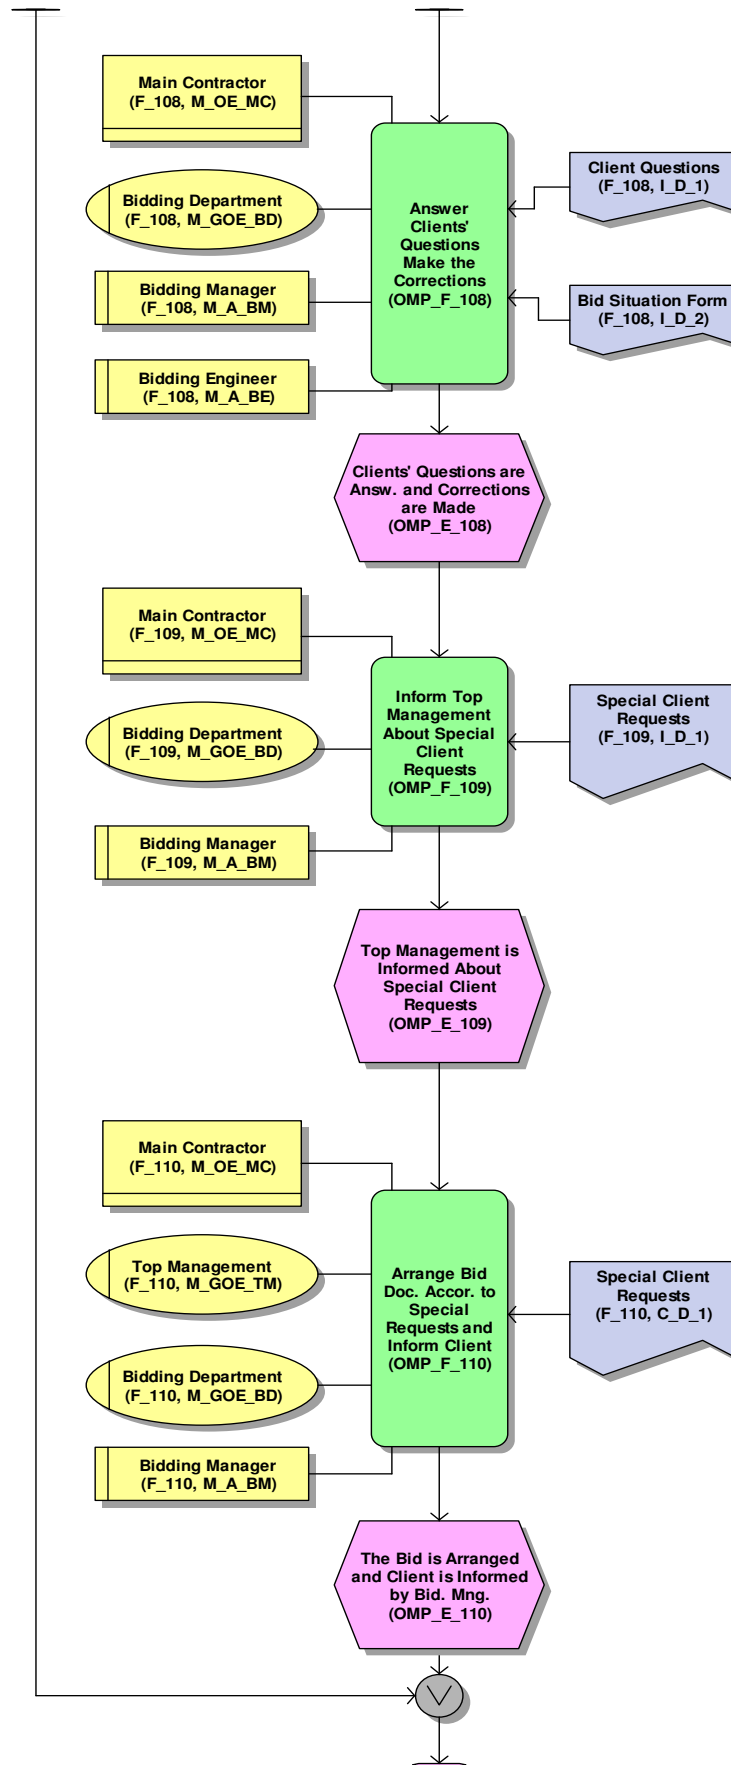 Main Contractor
(F_108, M_OE_MC)
Bidding Department
(F_108, M_GOE_BD)
Bidding Manager
(F_108, M_A_BM)
Bidding Engineer
(F_108, M_A_BE)
Answer
Clients'
Questions
Make the
Corrections
(OMP_F_108)
Client Questions
(F_108, I_D_1)
Bid Situation Form
(F_108, I_D_2)
Clients' Questions are
Answ. and Corrections
are Made
(OMP_E_108)
Main Contractor
(F_109, M_OE_MC)
Bidding Department
(F_109, M_GOE_BD)
Bidding Manager
(F_109, M_A_BM)
Inform Top
Management
About Special
Client
Requests
(OMP_F_109)
Special Client
Requests
(F_109, I_D_1)
Top Management is
Informed About
Special Client
Requests
(OMP_E_109)
Main Contractor
(F_110, M_OE_MC)
Top Management
(F_110, M_GOE_TM)
Bidding Department
(F_110, M_GOE_BD)
Bidding Manager
(F_110, M_A_BM)
Arrange Bid
Doc. Accor. to
Special
Requests and
Inform Client
(OMP_F_110)
Special Client
Requests
(F_110, C_D_1)
The Bid is Arranged
and Client is Informed
by Bid. Mng.
(OMP_E_110)